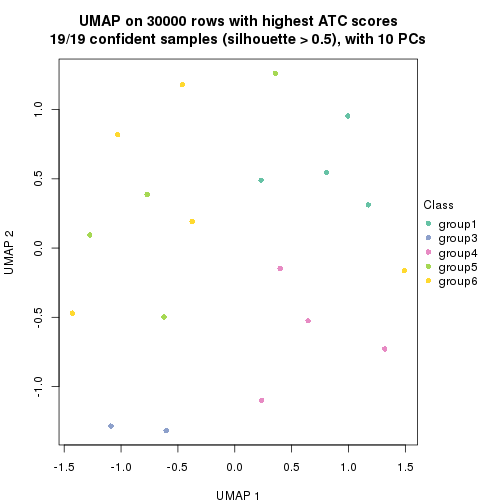 UMAP on 30000 rows with highest ATC scores
19/19 confident samples (silhouette > 0.5), with 10 PCs
UMAP 2
1.0
0.5
0.0
-0.5
-1.0
-1.5
-1.0
-0.5
0.0
0.5
1.0
1.5
UMAP 1
Class
group1
group3
group4
group5
group6